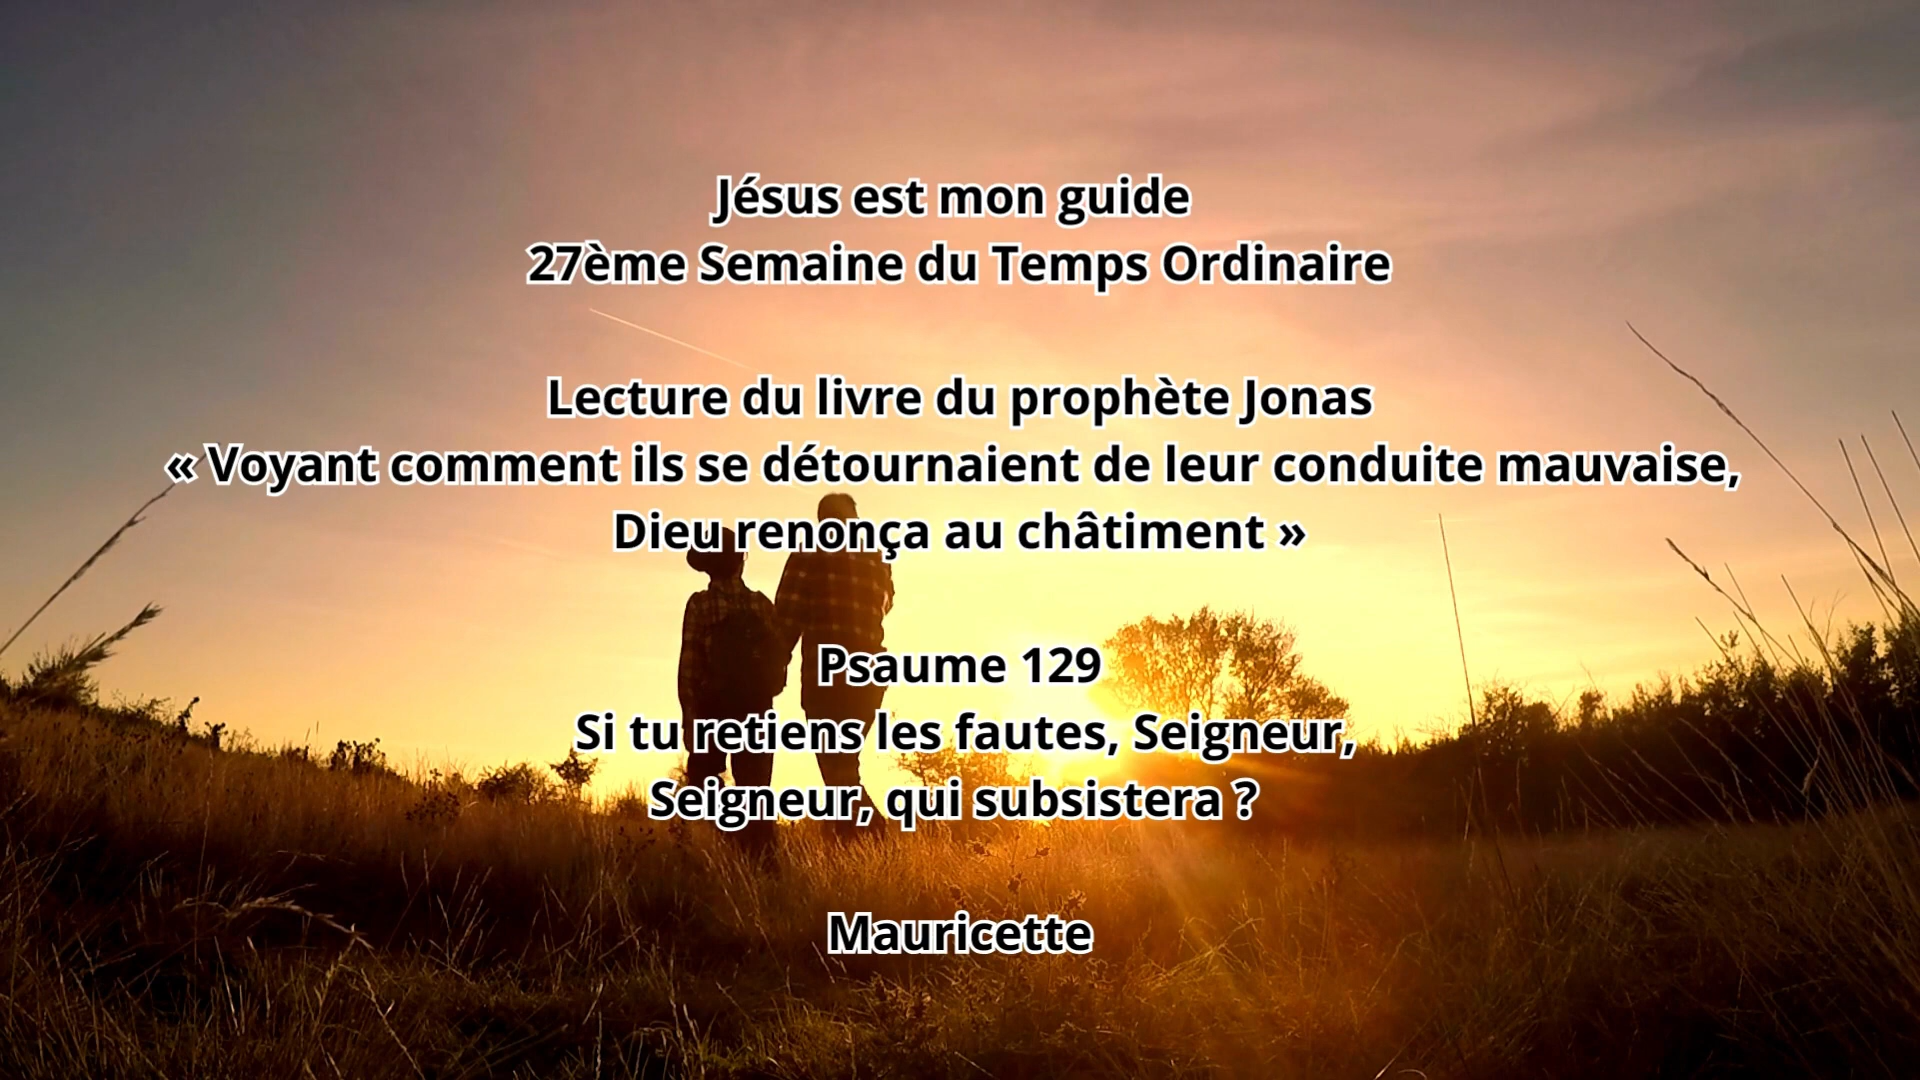 Jésus est mon guide
27ème Semaine du Temps Ordinaire
Lecture du livre du prophète Jonas
« Voyant comment ils se détournaient de leur conduite mauvaise,
Dieu renonça au châtiment »
Psaume 129
Si tu retiens les fautes, Seigneur,
Seigneur, qui subsistera ?
Mauricette